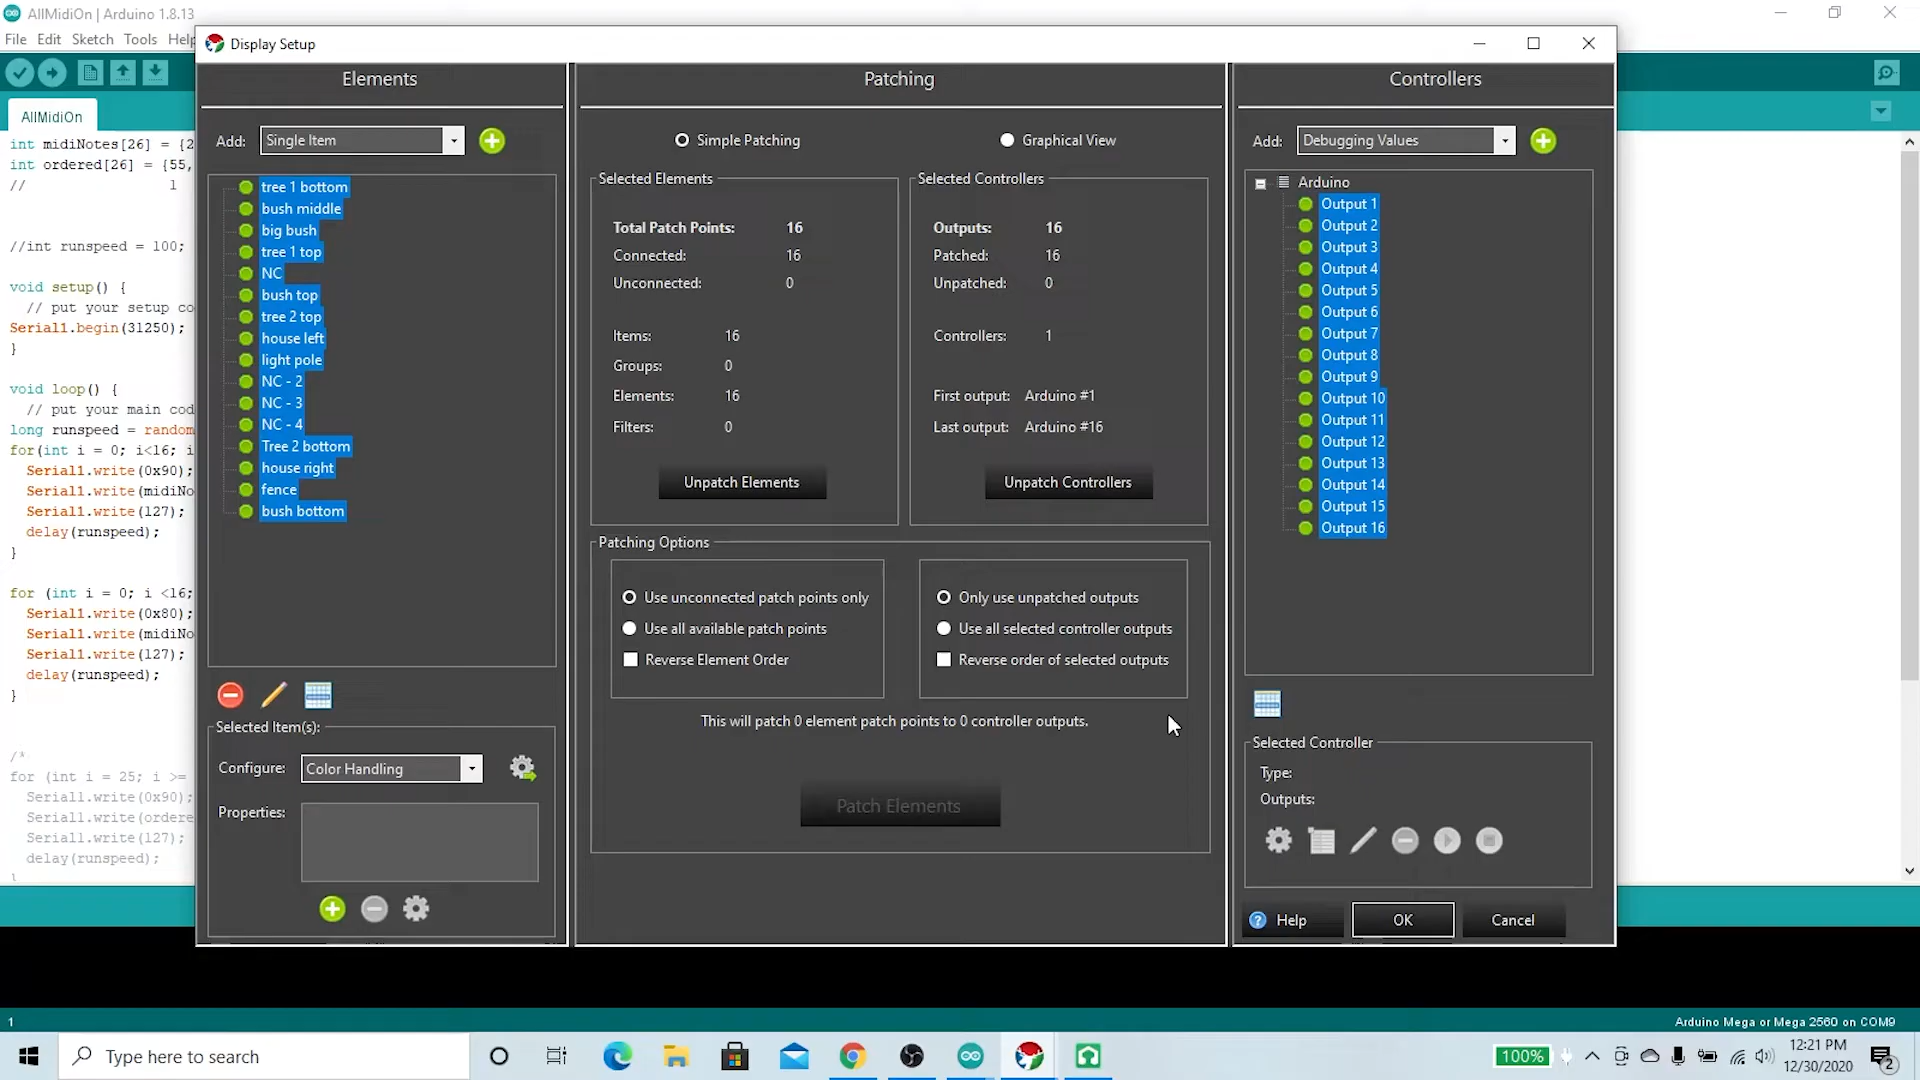 AllMidiOn | Arduino 1.8.13
File Edit Sketch Tools Help
AllMidiOn
int midiNotes[26] = {2
int ordered[26] = {55,
// 1
//int runspeed = 100;
void setup() {
// put your setup co
Serial1.begin(31250);
}
void loop() {
// put your main cod
long runspeed = random
for(int i = 0; i<16; i
Serial1.write(0x90);
Serial1.write(midiNo
Serial1.write(127);
delay(runspeed);
}
for (int i = 0; i <16;
Serial1.write(0x80);
Serial1.write(midiNo
Serial1.write(127);
delay(runspeed);
}
/*
for (int i = 25; i >=
Serial1.write(0x90);
Serial1.write(ordere
Serial1.write(127);
delay(runspeed);
Display Setup
Elements
Add: Single Item
tree 1 bottom
bush middle
big bush
tree 1 top
NC
bush top
tree 2 top
house left
light pole
NC - 2
NC - 3
NC - 4
Tree 2 bottom
house right
fence
bush bottom
Selected Item(s):
Configure: Color Handling
Properties:
Patching
Simple Patching Graphical View
Selected Elements
Total Patch Points: 16
Connected: 16
Unconnected: 0
Items: 16
Groups: 0
Elements: 16
Filters: 0
Unpatch Elements
Selected Controllers
Outputs: 16
Patched: 16
Unpatched: 0
Controllers: 1
First output: Arduino #1
Last output: Arduino #16
Unpatch Controllers
Patching Options
Use unconnected patch points only
Use all available patch points
Reverse Element Order
Only use unpatched outputs
Use all selected controller outputs
Reverse order of selected outputs
This will patch 0 element patch points to 0 controller outputs.
Patch Elements
Controllers
Add: Debugging Values
Arduino
Output 1
Output 2
Output 3
Output 4
Output 5
Output 6
Output 7
Output 8
Output 9
Output 10
Output 11
Output 12
Output 13
Output 14
Output 15
Output 16
Selected Controller
Type:
Outputs:
Help OK Cancel
1 Arduino Mega or Mega 2560 on COM9
Type here to search
100%
12:21 PM
12/30/2020
2